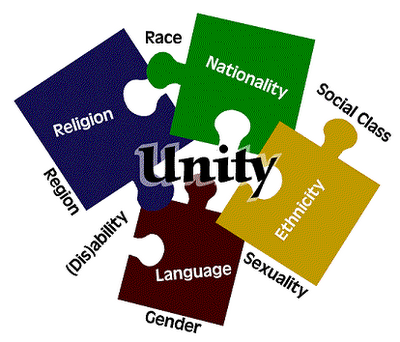 Race
Nationality
Social Class
Religion
Unity
Region
Ethnicity
(Dis)ability
Language
Sexuality
Gender